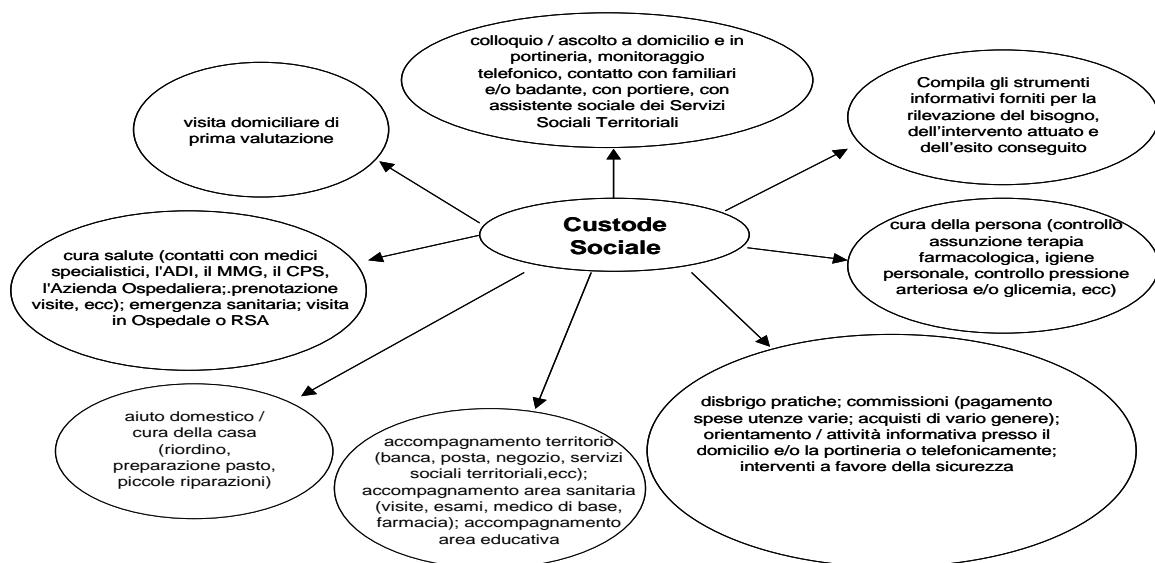 colloquio / ascolto a domicilio e in
portineria, monitoraggio
telefonico, contatto con familiari
e/o badante, con portiere, con
assistente sociale dei Servizi
Sociali Territoriali
visita domiciliare di
prima valutazione
Compila gli strumenti
informativi forniti per la
rilevazione del bisogno,
dell'intervento attuato e
dell'esito conseguito
Custode
Sociale
cura salute (contatti con medici
specialistici, l'ADI, il MMG, il CPS,
l'Azienda Ospedaliera;.prenotazione
visite, ecc); emergenza sanitaria; visita
in Ospedale o RSA
cura della persona (controllo
assunzione terapia
farmacologica, igiene
personale, controllo pressione
arteriosa e/o glicemia, ecc)
aiuto domestico /
cura della casa
(riordino,
preparazione pasto,
piccole riparazioni)
accompagnamento territorio
(banca, posta, negozio, servizi
sociali territoriali,ecc);
accompagnamento area sanitaria
(visite, esami, medico di base,
farmacia); accompagnamento
area educativa
disbrigo pratiche; commissioni (pagamento
spese utenze varie; acquisti di vario genere);
orientamento / attività informativa presso il
domicilio e/o la portineria o telefonicamente;
interventi a favore della sicurezza